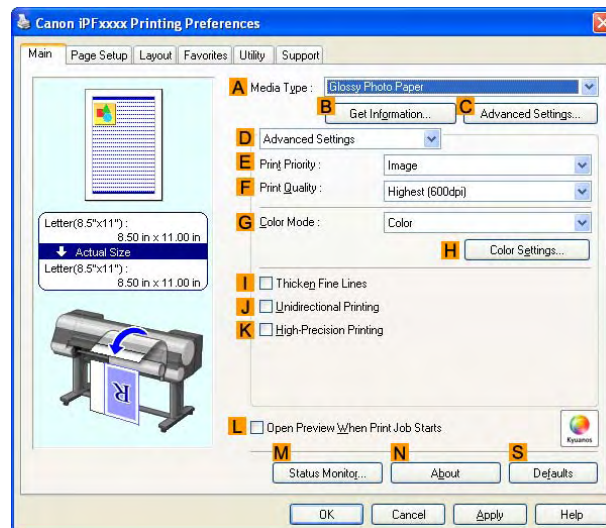 Canon iPFxxxx Printing Preferences
Main Page Setup Layout Favorites Utility Support
A Media Type : Glossy Photo Paper
B C
Get Information... Advanced Settings...
D Advanced Settings
E Print Priority : Image
F Print Quality : Highest (600dpi)
G Color Mode : Color
H Color Settings...
Letter(8.5"x11") :
8.50 in x 11.00 in
Actual Size
Letter(8.5"x11") :
8.50 in x 11.00 in
I Thicken Fine Lines
J Unidirectional Printing
K High-Precision Printing
R
L Open Preview When Print Job Starts
Kyuanos
M N S
Status Monitor... About Defaults
OK Cancel Apply Help